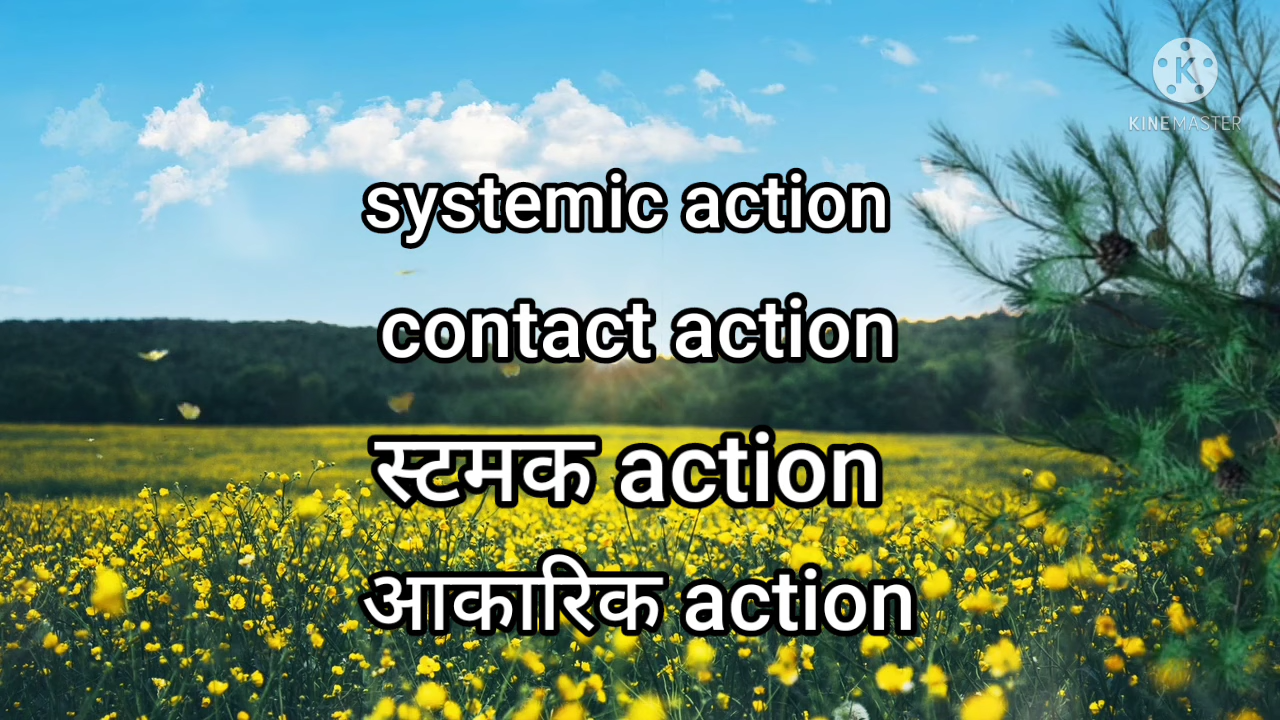 K
KINEMASTER
systemic action
contact action
स्टमक action
आकारिक action